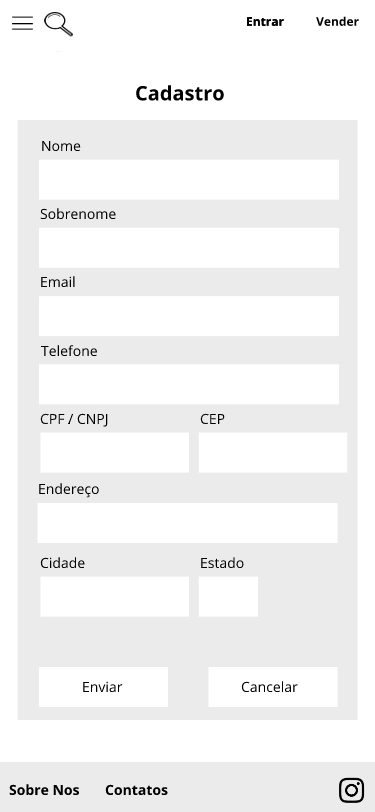 Entrar Vender
Cadastro
Nome
Sobrenome
Email
Telefone
CPF / CNPJ CEP
Endereço
Cidade Estado
Enviar Cancelar
Sobre Nos Contatos